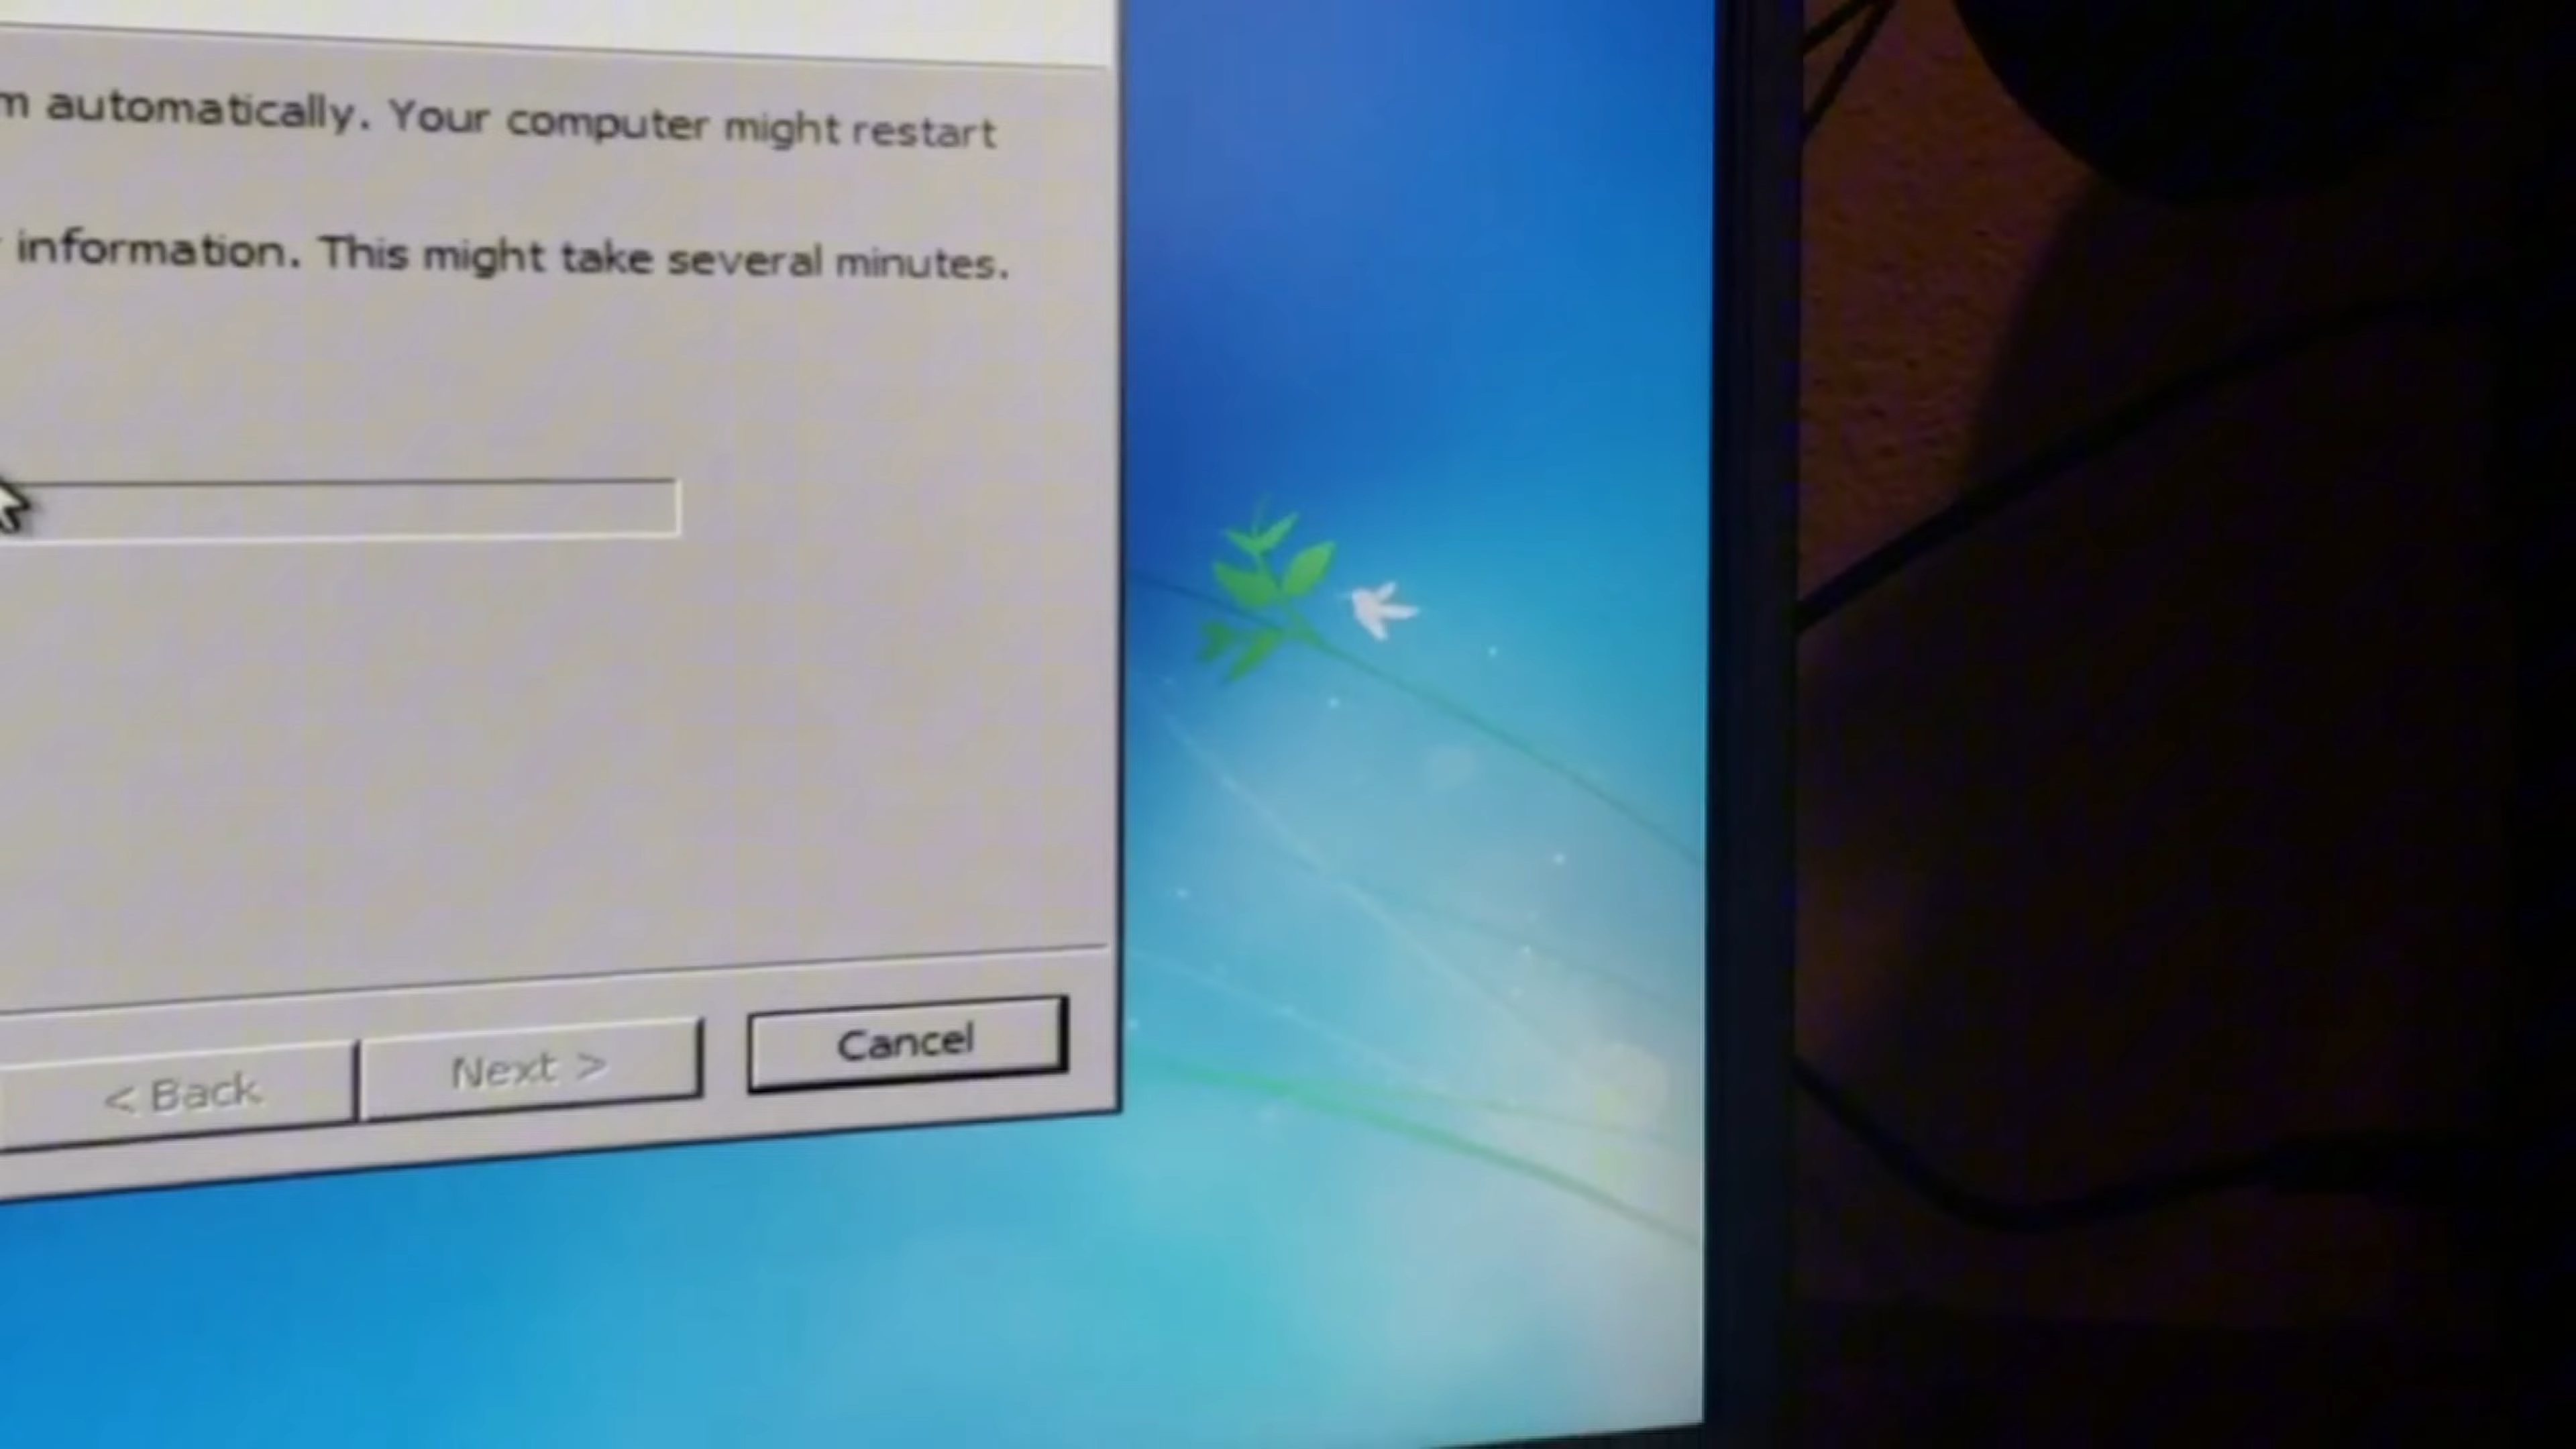 m automatically. Your computer might restart
information. This might take several minutes.
< Back
Next >
Cancel